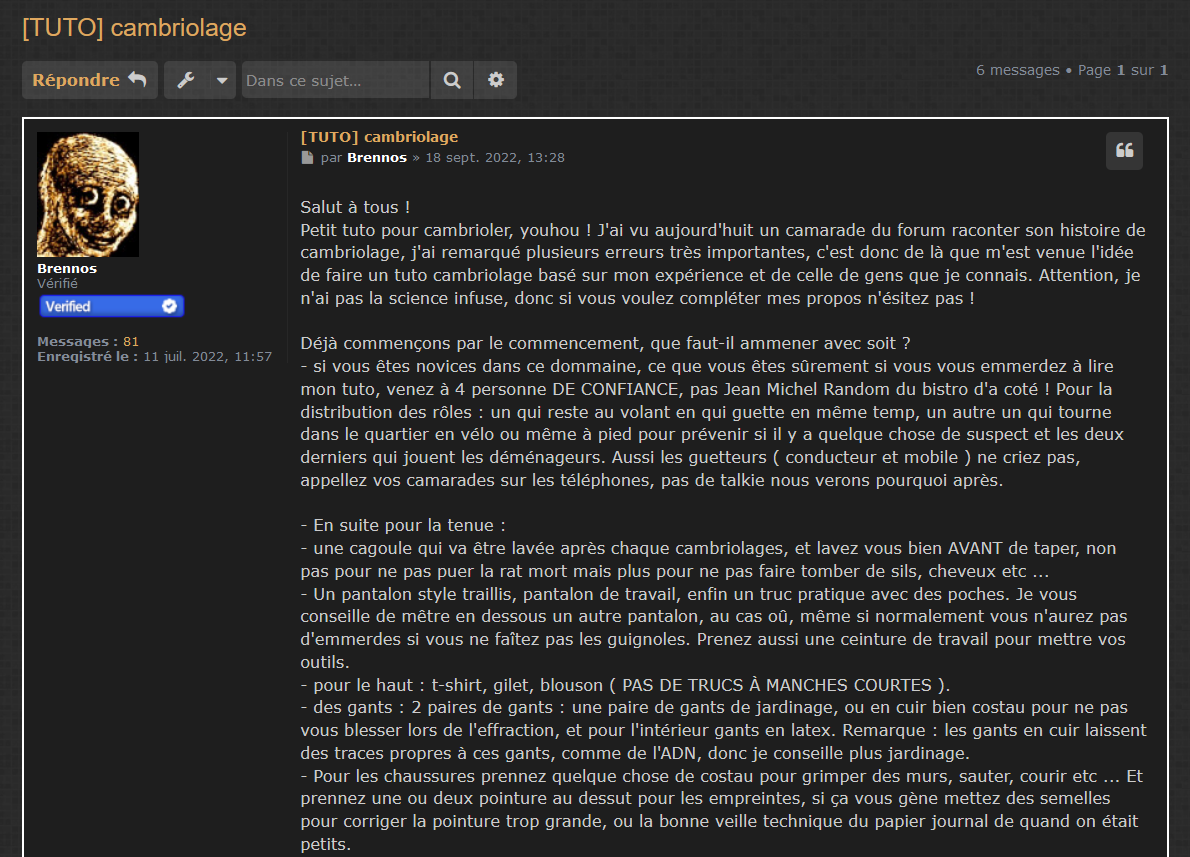 [TUTO] cambriolage
Répondre
Dans ce sujet…
6 messages • Page 1 sur 1
[TUTO] cambriolage
par Brennos » 18 sept. 2022, 13:28
Brennos
Vérifié
Verified
Messages : 81
Enregistré le : 11 juil. 2022, 11:57
Salut à tous !
Petit tuto pour cambrioler, youhou ! J'ai vu aujourd'huit un camarade du forum raconter son histoire de
cambriolage, j'ai remarqué plusieurs erreurs très importantes, c'est donc de là que m'est venue l'idée
de faire un tuto cambriolage basé sur mon expérience et de celle de gens que je connais. Attention, je
n'ai pas la science infuse, donc si vous voulez compléter mes propos n'ésitez pas !
Déjà commençons par le commencement, que faut-il ammener avec soit ?
- si vous êtes novices dans ce dommaine, ce que vous êtes sûrement si vous vous emmerdez à lire
mon tuto, venez à 4 personne DE CONFIANCE, pas Jean Michel Random du bistro d'a coté ! Pour la
distribution des rôles : un qui reste au volant en qui guette en même temp, un autre un qui tourne
dans le quartier en vélo ou même à pied pour prévenir si il y a quelque chose de suspect et les deux
derniers qui jouent les déménageurs. Aussi les guetteurs ( conducteur et mobile ) ne criez pas,
appellez vos camarades sur les téléphones, pas de talkie nous verons pourquoi après.
- En suite pour la tenue :
- une cagoule qui va être lavée après chaque cambriolages, et lavez vous bien AVANT de taper, non
pas pour ne pas puer la rat mort mais plus pour ne pas faire tomber de sils, cheveux etc ...
- Un pantalon style traillis, pantalon de travail, enfin un truc pratique avec des poches. Je vous
conseille de mêtre en dessous un autre pantalon, au cas oû, même si normalement vous n'aurez pas
d'emmerdes si vous ne faîtez pas les guignoles. Prenez aussi une ceinture de travail pour mettre vos
outils.
- pour le haut : t-shirt, gilet, blouson ( PAS DE TRUCS À MANCHES COURTES ).
- des gants : 2 paires de gants : une paire de gants de jardinage, ou en cuir bien costau pour ne pas
vous blesser lors de l'effraction, et pour l'intérieur gants en latex. Remarque : les gants en cuir laissent
des traces propres à ces gants, comme de l'ADN, donc je conseille plus jardinage.
- Pour les chaussures prennez quelque chose de costau pour grimper des murs, sauter, courir etc ... Et
prennez une ou deux pointure au dessut pour les empreintes, si ça vous gène mettez des semelles
pour corriger la pointure trop grande, ou la bonne veille technique du papier journal de quand on était
petits.